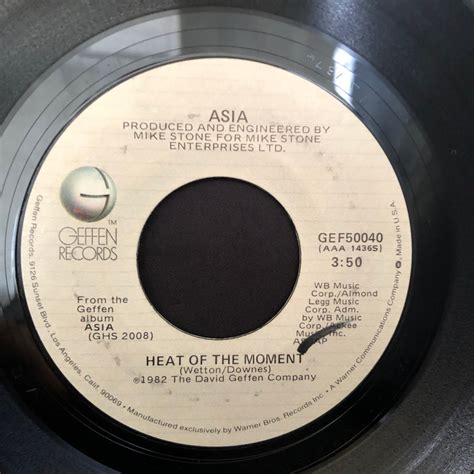 ASIA
PRODUCED AND ENGINEERED BY
MIKE STONE FOR MIKE STONE
ENTERPRISES LTD.
TM
GEFFEN
RECORDS
GEF50040
(AAA 1436S)
3:50
WB Music
Corp./Almond
Legg Music
Corp. Adm.
by WB Music
Corp./Ackee
Music Inc.
From the
Geffen
album
ASIA
(GHS 2008)
HEAT OF THE MOMENT
(Wetton/Downes)
℗1982 The David Geffen Company
Geffen Records, 9126 Sunset Blvd., Los Angeles, Calif. 90069 • Manufactured exclusively by Warner Bros. Records Inc. • A Warner Communications Company
Made in U.S.A.